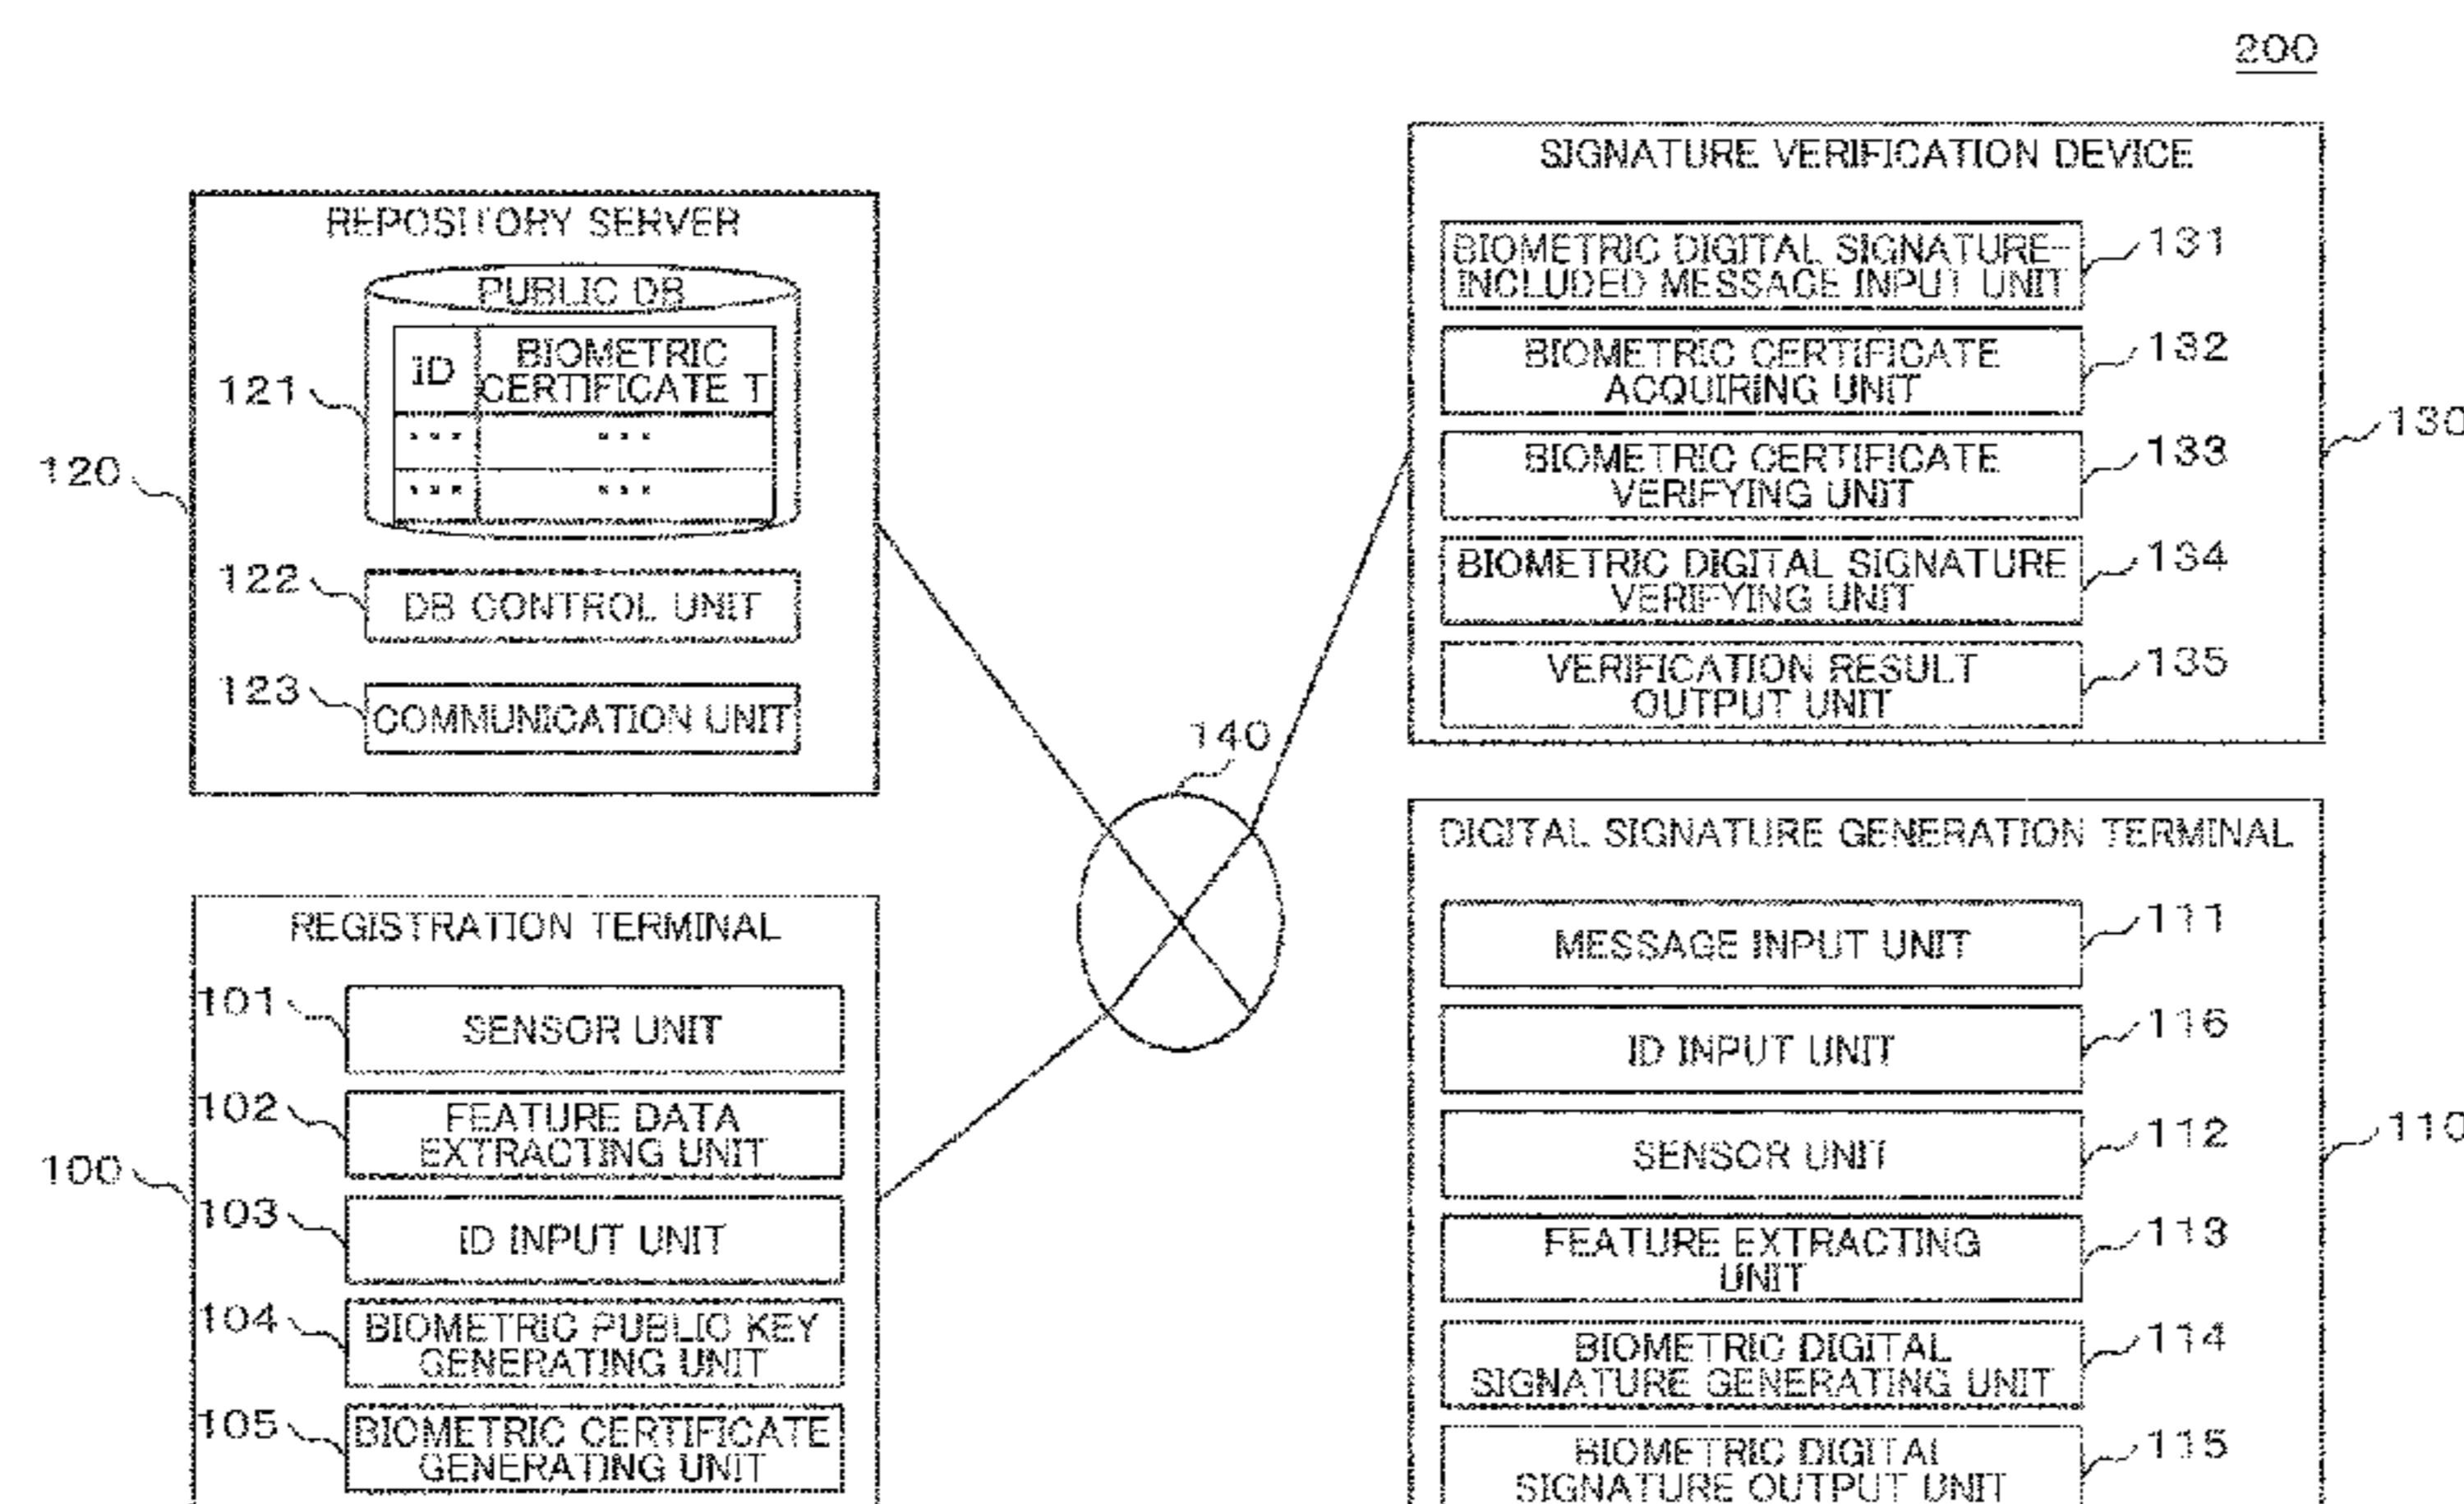 200
REPOSITORY SERVER
PUBLIC DB
ID
BIOMETRIC
CERTIFICATE T
121
120
122
DB CONTROL UNIT
123
COMMUNICATION UNIT
SIGNATURE VERIFICATION DEVICE
BIOMETRIC DIGITAL SIGNATURE-
INCLUDED MESSAGE INPUT UNIT
131
BIOMETRIC CERTIFICATE
ACQUIRING UNIT
132
130
BIOMETRIC CERTIFICATE
VERIFYING UNIT
133
BIOMETRIC DIGITAL SIGNATURE
VERIFYING UNIT
134
VERIFICATION RESULT
OUTPUT UNIT
135
140
REGISTRATION TERMINAL
101
SENSOR UNIT
102
FEATURE DATA
EXTRACTING UNIT
100
103
ID INPUT UNIT
104
BIOMETRIC PUBLIC KEY
GENERATING UNIT
105
BIOMETRIC CERTIFICATE
GENERATING UNIT
DIGITAL SIGNATURE GENERATION TERMINAL
MESSAGE INPUT UNIT
111
ID INPUT UNIT
116
SENSOR UNIT
112
110
FEATURE EXTRACTING
UNIT
113
BIOMETRIC DIGITAL
SIGNATURE GENERATING UNIT
114
BIOMETRIC DIGITAL
SIGNATURE OUTPUT UNIT
115